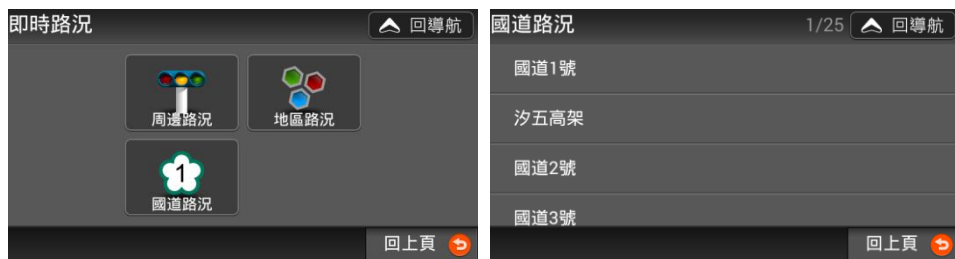 即時路況
回導航
周邊路況
地區路況
1
國道路況
回上頁
國道路況
1/25
回導航
國道1號
汐五高架
國道2號
國道3號
回上頁